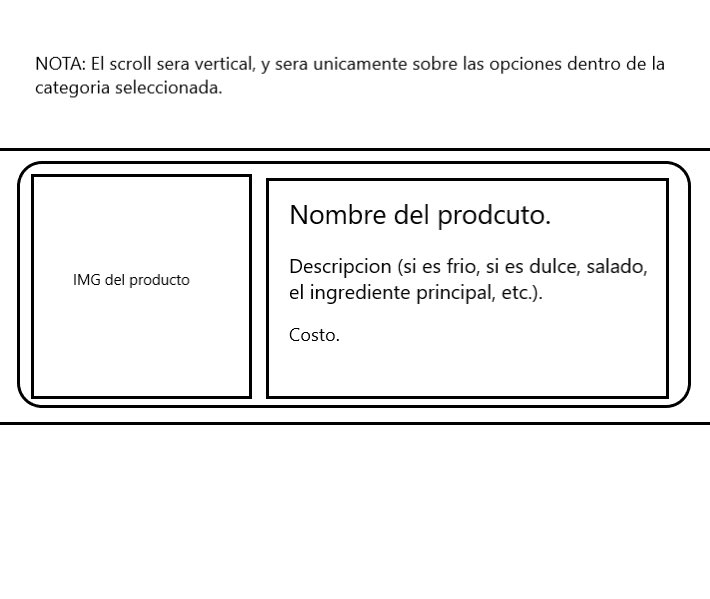 NOTA: El scroll sera vertical, y sera unicamente sobre las opciones dentro de la
categoria seleccionada.
IMG del producto
Nombre del prodcuto.
Descripcion (si es frio, si es dulce, salado,
el ingrediente principal, etc.).
Costo.